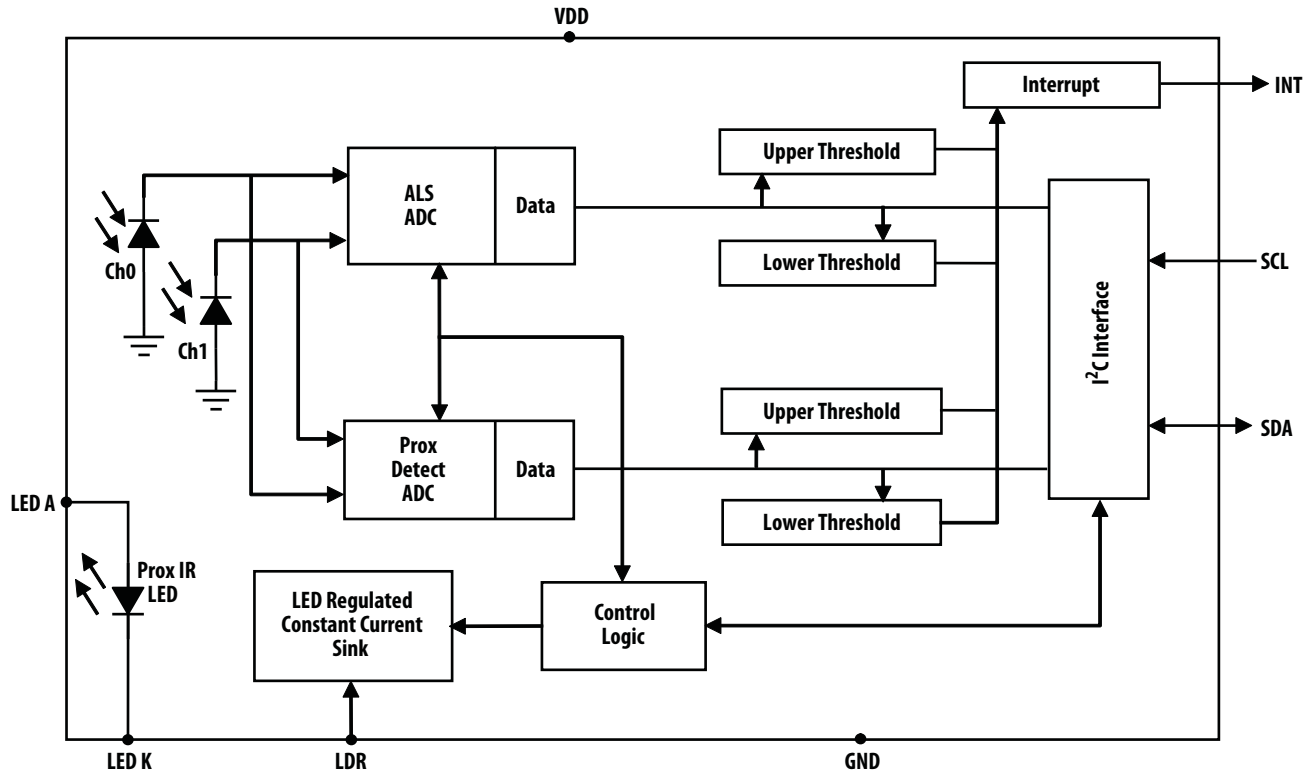 VDD
Interrupt
INT
Upper Threshold
ALS
ADC
Data
Lower Threshold
Ch0
SCL
Ch1
I²C Interface
Upper Threshold
SDA
Prox
Detect
ADC
Data
LED A
Lower Threshold
Prox IR
LED
LED Regulated
Constant Current
Sink
Control
Logic
LED K
LDR
GND